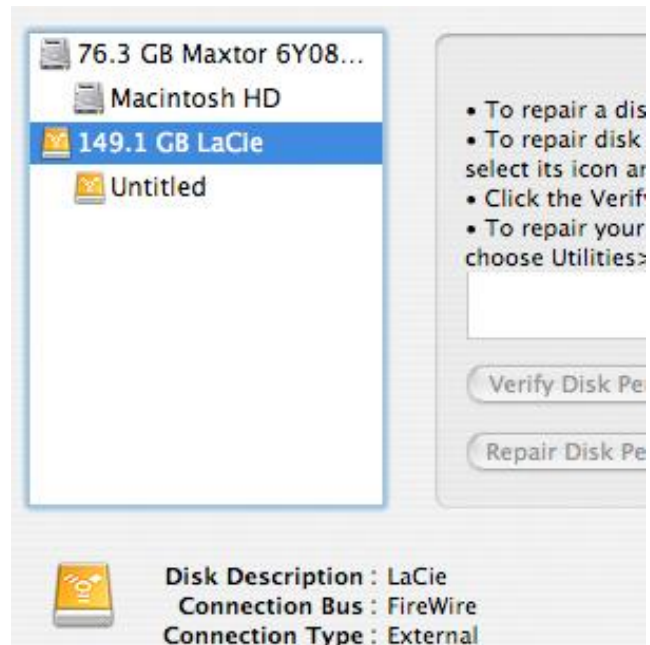 76.3 GB Maxtor 6Y08...
Macintosh HD
149.1 GB LaCie
Untitled
• To repair a dis
• To repair disk
select its icon an
• Click the Verify
• To repair your
choose Utilities>
Verify Disk Pe
Repair Disk Pe
Disk Description : LaCie
Connection Bus : FireWire
Connection Type : External